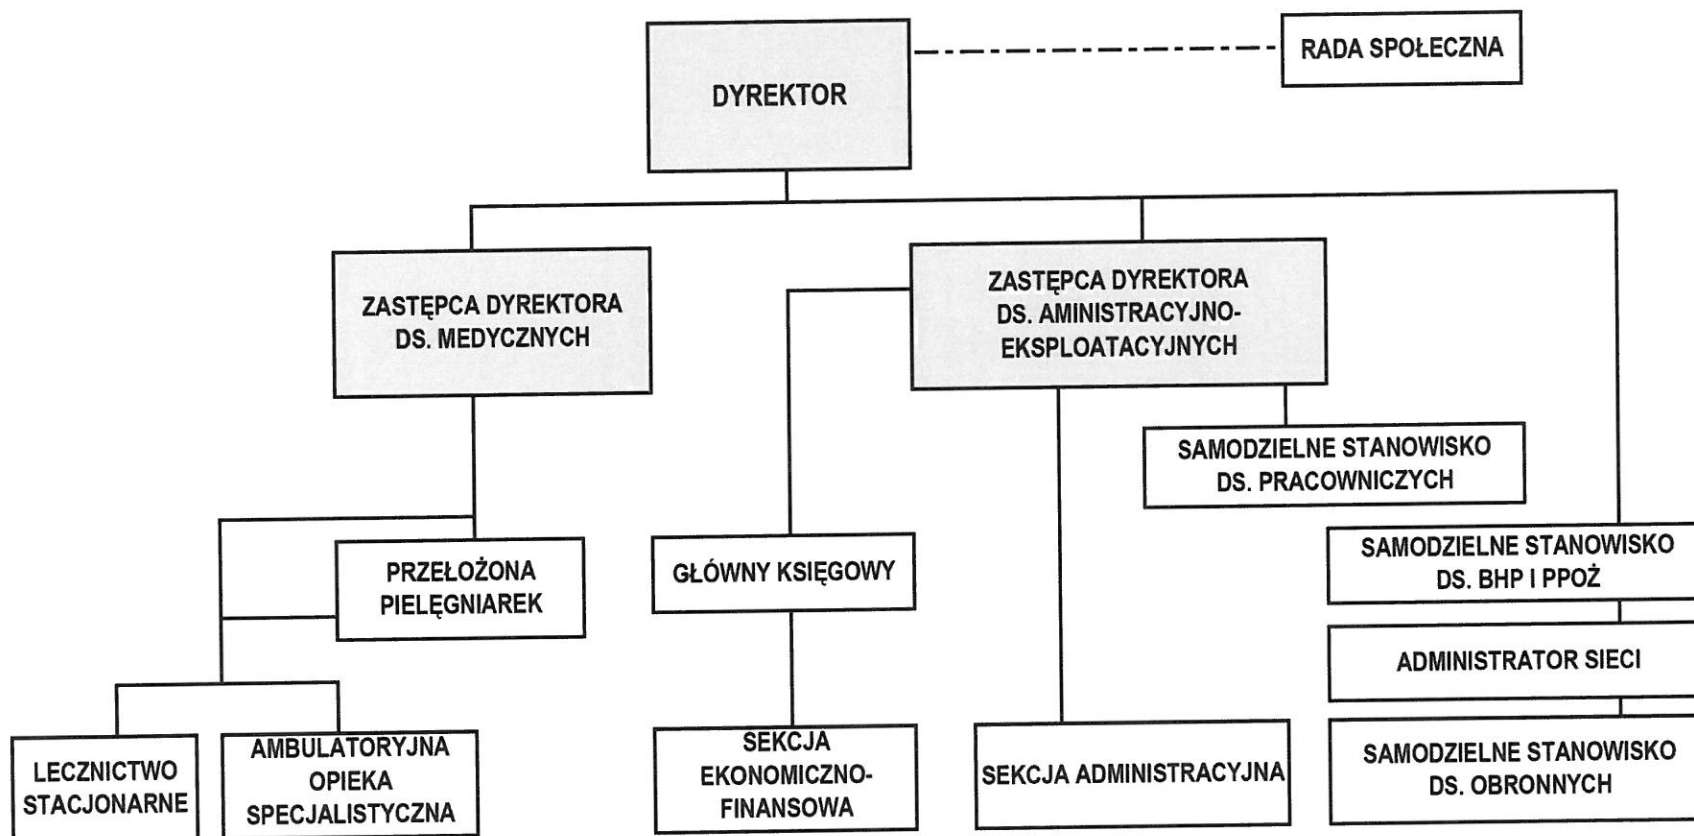 DYREKTOR
RADA SPOŁECZNA
ZASTĘPCA DYREKTORA
DS. MEDYCZNYCH
ZASTĘPCA DYREKTORA
DS. AMINISTRACYJNO-
EKSPLOATACYJNYCH
SAMODZIELNE STANOWISKO
DS. PRACOWNICZYCH
PRZEŁOŻONA
PIELĘGNIAREK
GŁÓWNY KSIĘGOWY
SAMODZIELNE STANOWISKO
DS. BHP I PPOŻ
ADMINISTRATOR SIECI
LECZNICTWO
STACJONARNE
AMBULATORYJNA
OPIEKA
SPECJALISTYCZNA
SEKCJA
EKONOMICZNO-
FINANSOWA
SEKCJA ADMINISTRACYJNA
SAMODZIELNE STANOWISKO
DS. OBRONNYCH